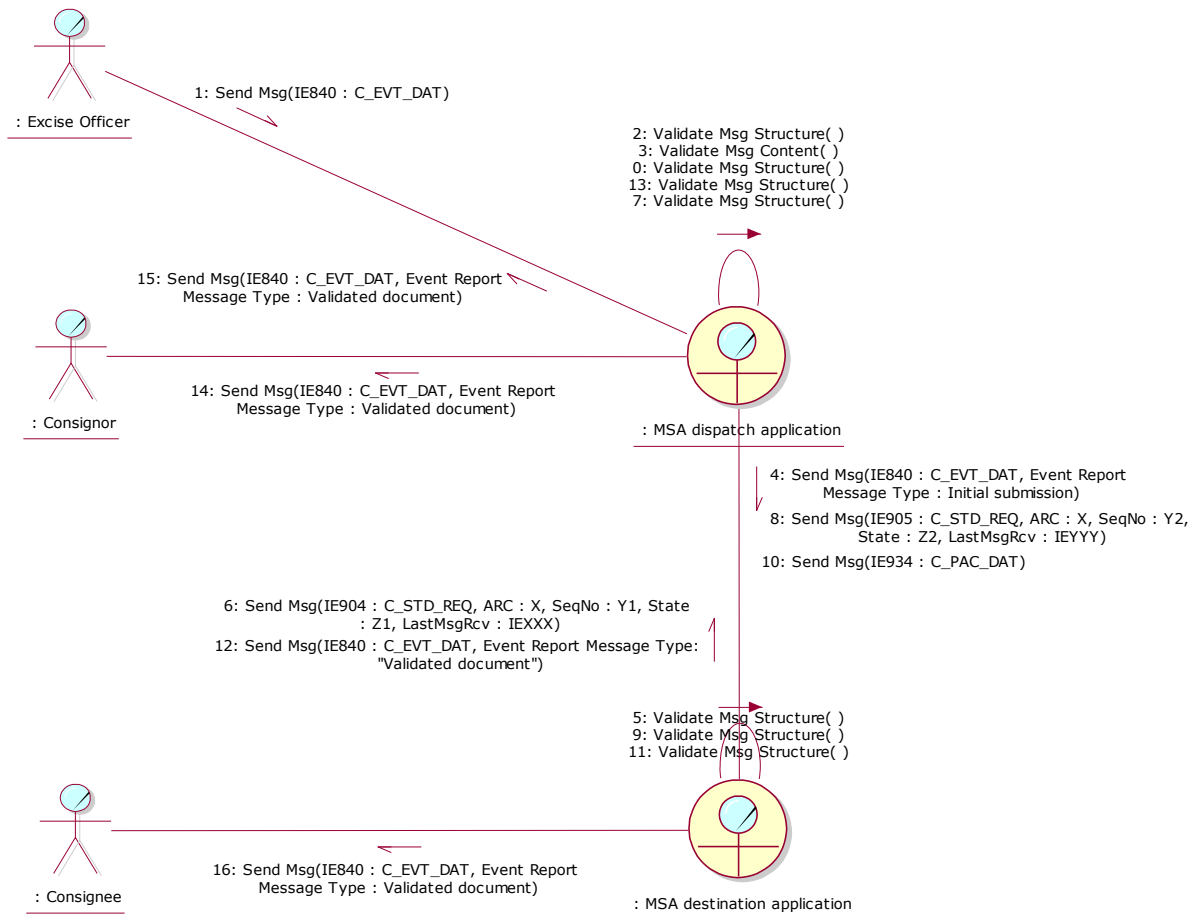 1: Send Msg(IE840 : C_EVT_DAT)
: Excise Officer
2: Validate Msg Structure( )
3: Validate Msg Content( )
0: Validate Msg Structure( )
13: Validate Msg Structure( )
7: Validate Msg Structure( )
15: Send Msg(IE840 : C_EVT_DAT, Event Report
Message Type : Validated document)
14: Send Msg(IE840 : C_EVT_DAT, Event Report
Message Type : Validated document)
: Consignor
: MSA dispatch application
4: Send Msg(IE840 : C_EVT_DAT, Event Report
Message Type : Initial submission)
8: Send Msg(IE905 : C_STD_REQ, ARC : X, SeqNo : Y2,
State : Z2, LastMsgRcv : IEYYY)
10: Send Msg(IE934 : C_PAC_DAT)
6: Send Msg(IE904 : C_STD_REQ, ARC : X, SeqNo : Y1, State
: Z1, LastMsgRcv : IEXXX)
12: Send Msg(IE840 : C_EVT_DAT, Event Report Message Type:
"Validated document")
5: Validate Msg Structure( )
9: Validate Msg Structure( )
11: Validate Msg Structure( )
16: Send Msg(IE840 : C_EVT_DAT, Event Report
Message Type : Validated document)
: Consignee
: MSA destination application